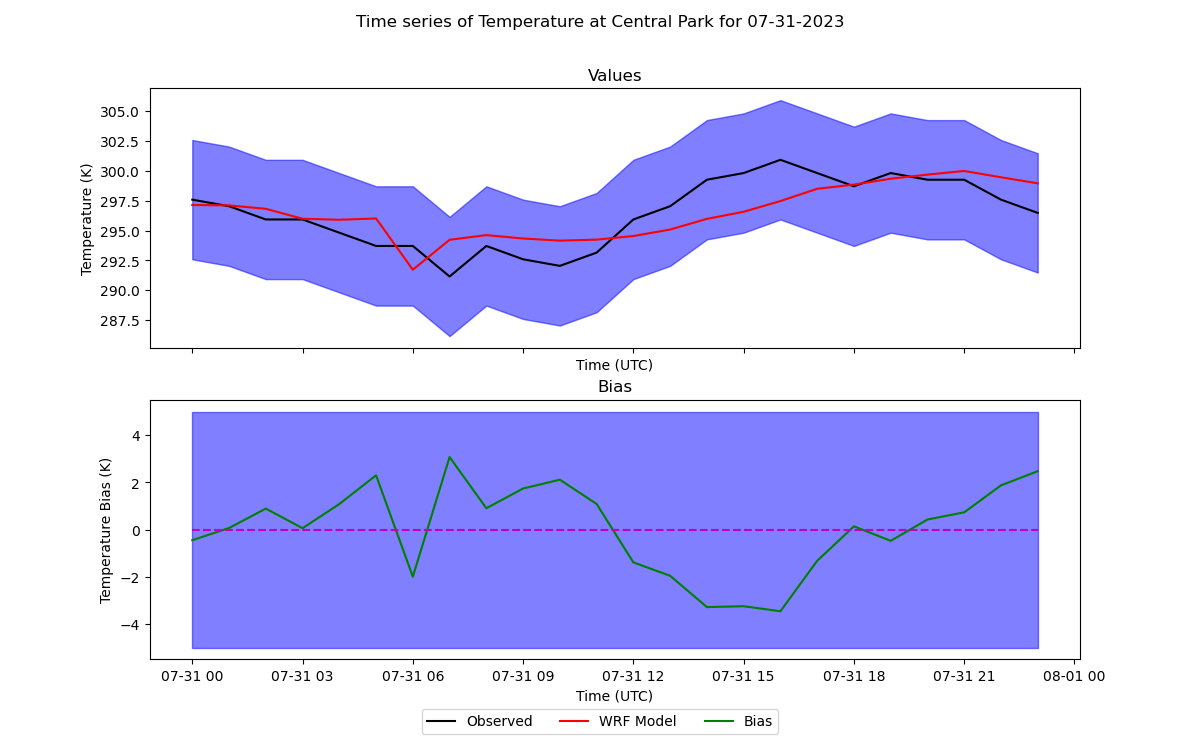 Time series of Temperature at Central Park for 07-31-2023
Values
Temperature (K)
305.0
302.5
300.0
297.5
295.0
292.5
290.0
287.5
Time (UTC)
Bias
Temperature Bias (K)
4
2
0
−2
−4
07-31 00 07-31 03 07-31 06 07-31 09 07-31 12 07-31 15 07-31 18 07-31 21 08-01 00
Time (UTC)
Observed WRF Model Bias